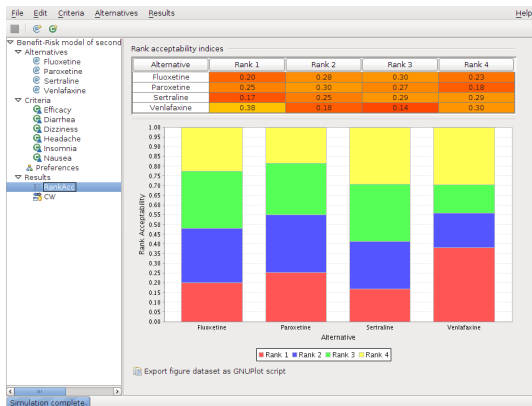 File Edit Criteria Alternatives Results Help
Benefit-Risk model of second
Alternatives
Fluoxetine
Paroxetine
Sertraline
Venlafaxine
Criteria
Efficacy
Diarrhea
Dizziness
Headache
Insomnia
Nausea
Preferences
Results
RankAcc
CW
Rank acceptability indices
Alternative Rank 1 Rank 2 Rank 3 Rank 4
Fluoxetine 0.20 0.28 0.30 0.23
Paroxetine 0.25 0.30 0.27 0.18
Sertraline 0.17 0.25 0.29 0.29
Venlafaxine 0.38 0.18 0.14 0.30
1.00
0.95
0.90
0.85
0.80
0.75
0.70
0.65
0.60
0.55
0.50
0.45
0.40
0.35
0.30
0.25
0.20
0.15
0.10
0.05
0.00
Rank Acceptability
Fluoxetine Paroxetine Sertraline Venlafaxine
Alternative
Rank 1 Rank 2 Rank 3 Rank 4
Export figure dataset as GNUPlot script
Simulation complete.